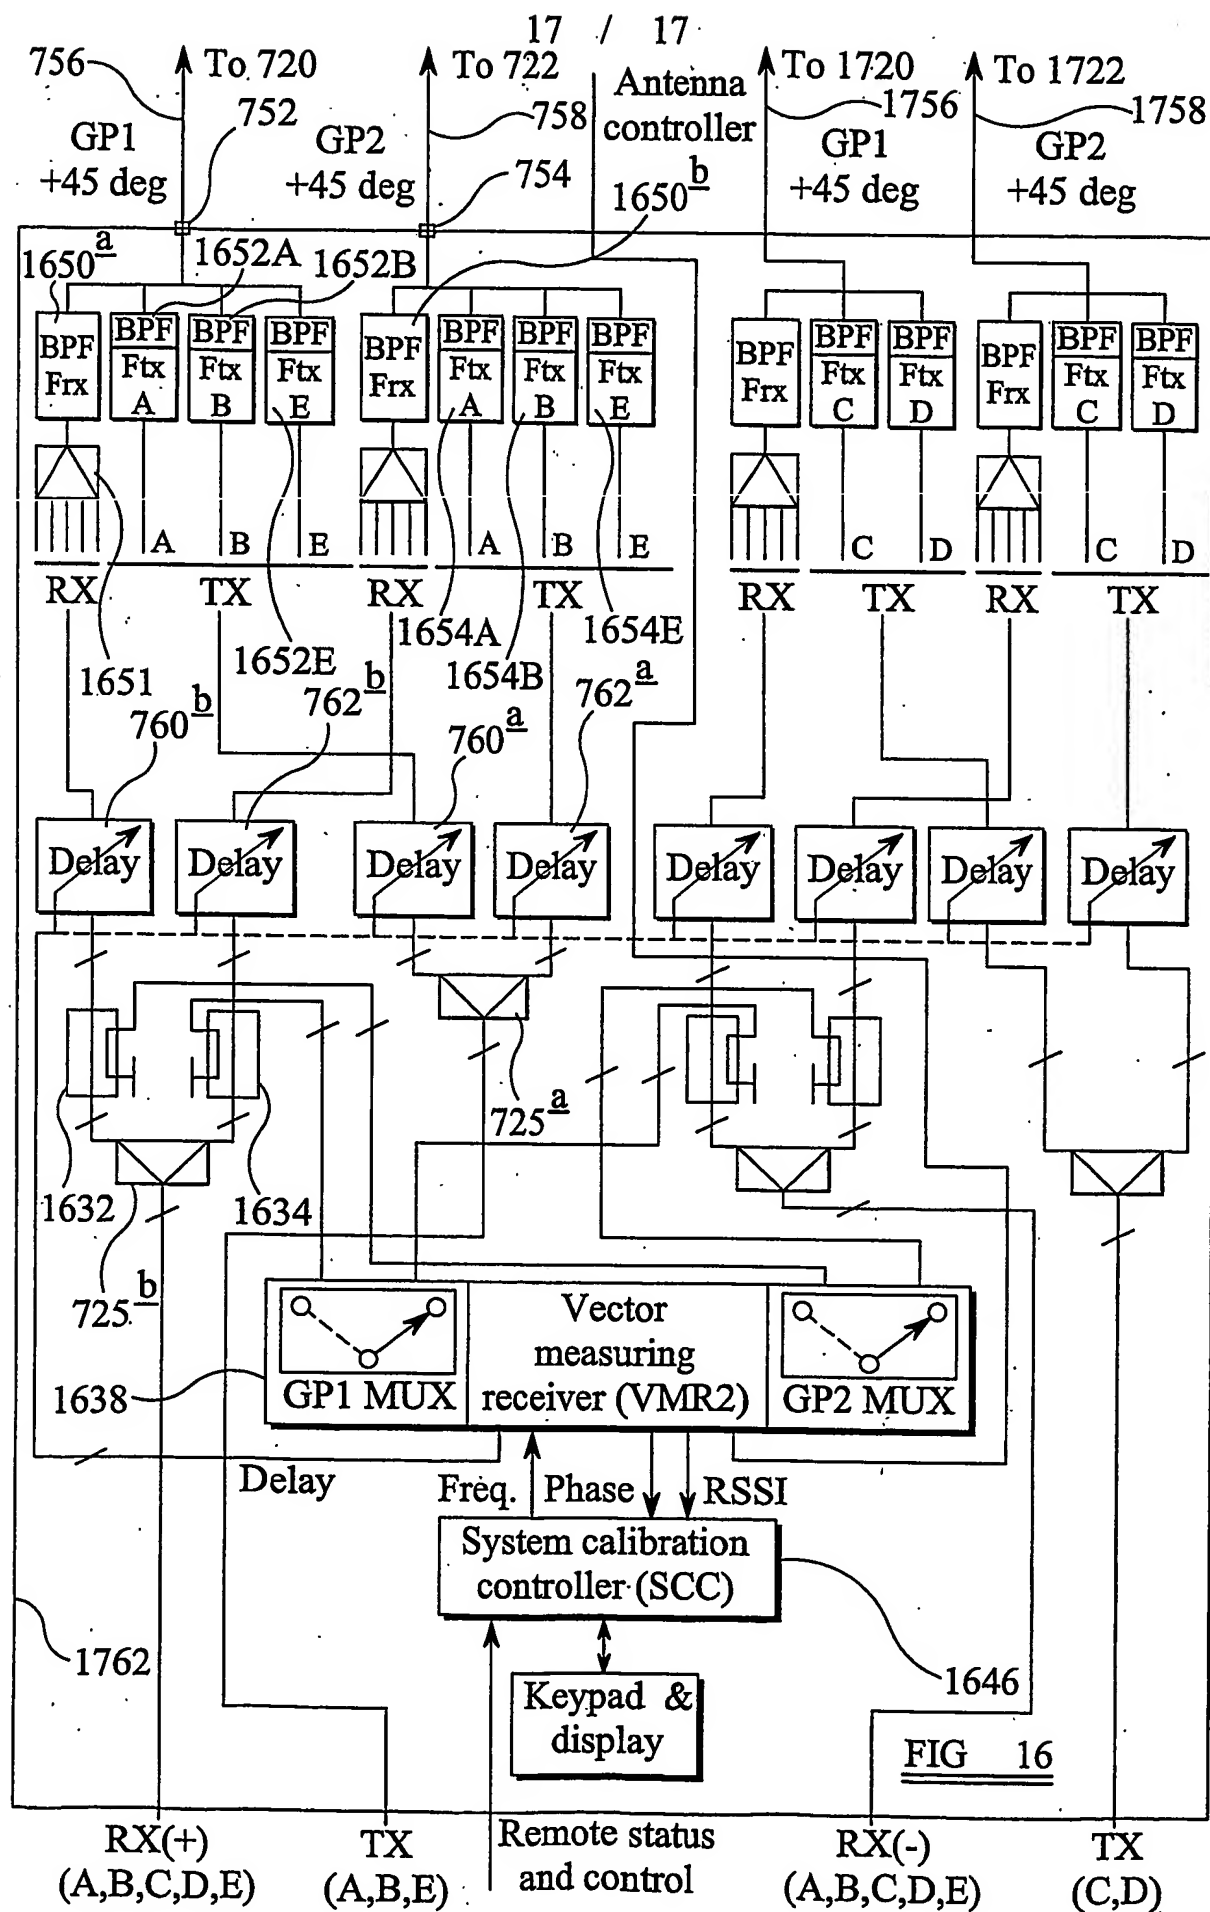 17 / 17
756
To 720
To 722
Antenna
controller
To 1720
To 1722
752
758
1756
1758
GP1
+45 deg
GP2
+45 deg
754
GP1
+45 deg
GP2
+45 deg
1650b
1650a
1652A
1652B
BPF
Frx
BPF
Ftx
A
BPF
Ftx
B
BPF
Ftx
E
BPF
Frx
BPF
Ftx
A
BPF
Ftx
B
BPF
Ftx
E
BPF
Frx
BPF
Ftx
C
BPF
Ftx
D
BPF
Frx
BPF
Ftx
C
BPF
Ftx
D
A B E A B E C D C D
RX TX RX TX RX TX RX TX
1651
1652E
1654A
1654B
1654E
760b
762b
760a
762a
Delay Delay Delay Delay Delay Delay Delay Delay
725a
1632
1634
725b
GP1 MUX
Vector
measuring
receiver (VMR2)
GP2 MUX
1638
Delay
Freq. Phase RSSI
System calibration
controller (SCC)
1762
1646
Keypad &
display
FIG 16
RX(+)
(A,B,C,D,E)
TX
(A,B,E)
Remote status
and control
RX(-)
(A,B,C,D,E)
TX
(C,D)